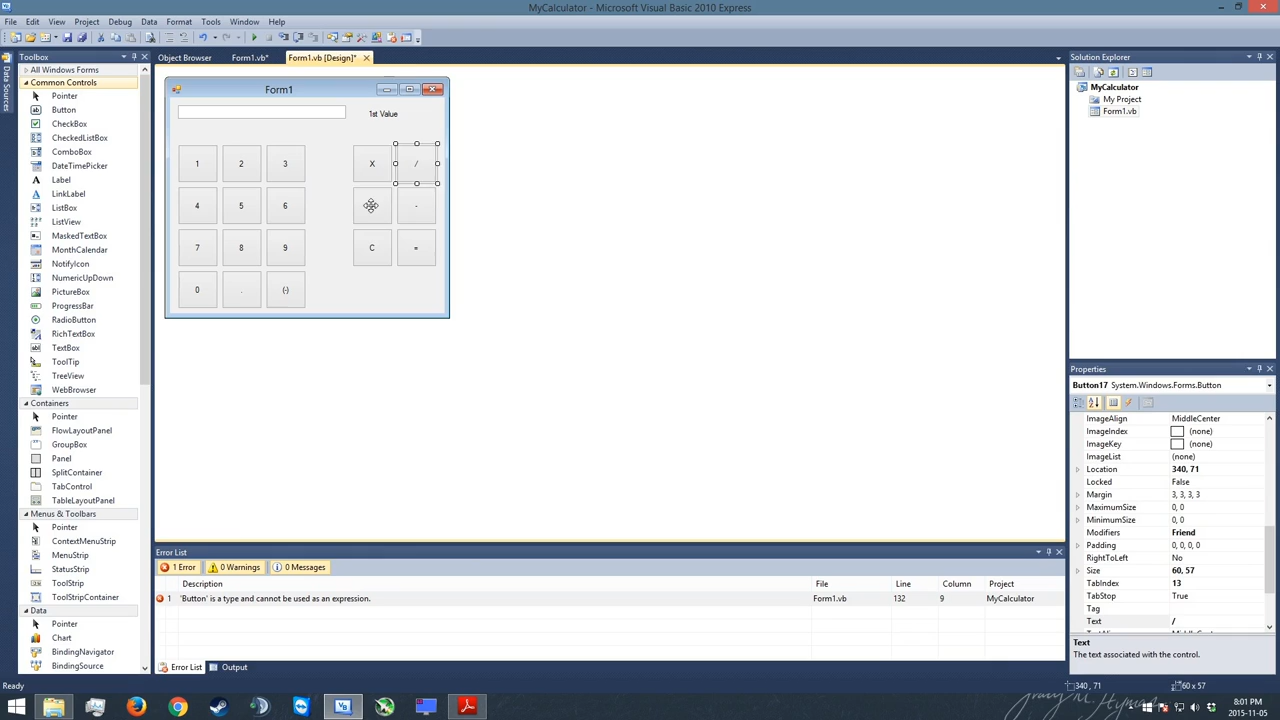 MyCalculator - Microsoft Visual Basic 2010 Express
File Edit View Project Debug Data Format Tools Window Help
Toolbox
All Windows Forms
Common Controls
Pointer
Button
CheckBox
CheckedListBox
ComboBox
DateTimePicker
Label
LinkLabel
ListBox
ListView
MaskedTextBox
MonthCalendar
NotifyIcon
NumericUpDown
PictureBox
ProgressBar
RadioButton
RichTextBox
TextBox
ToolTip
TreeView
WebBrowser
Containers
Pointer
FlowLayoutPanel
GroupBox
Panel
SplitContainer
TabControl
TableLayoutPanel
Menus & Toolbars
Pointer
ContextMenuStrip
MenuStrip
StatusStrip
ToolStrip
ToolStripContainer
Data
Pointer
Chart
BindingNavigator
BindingSource
Data Sources
Object Browser Form1.vb* Form1.vb [Design]*
Form1
1st Value
1 2 3 X /
4 5 6 -
7 8 9 C =
0 . (-)
Error List
1 Error 0 Warnings 0 Messages
Description File Line Column Project
1 'Button' is a type and cannot be used as an expression. Form1.vb 132 9 MyCalculator
Error List Output
Solution Explorer
MyCalculator
My Project
Form1.vb
Properties
Button17 System.Windows.Forms.Button
ImageAlign MiddleCenter
ImageIndex (none)
ImageKey (none)
ImageList (none)
Location 340, 71
Locked False
Margin 3, 3, 3, 3
MaximumSize 0, 0
MinimumSize 0, 0
Modifiers Friend
Padding 0, 0, 0, 0
RightToLeft No
Size 60, 57
TabIndex 13
TabStop True
Tag
Text /
Text
The text associated with the control.
Ready
340 , 71 60 x 57
8:01 PM
2015-11-05